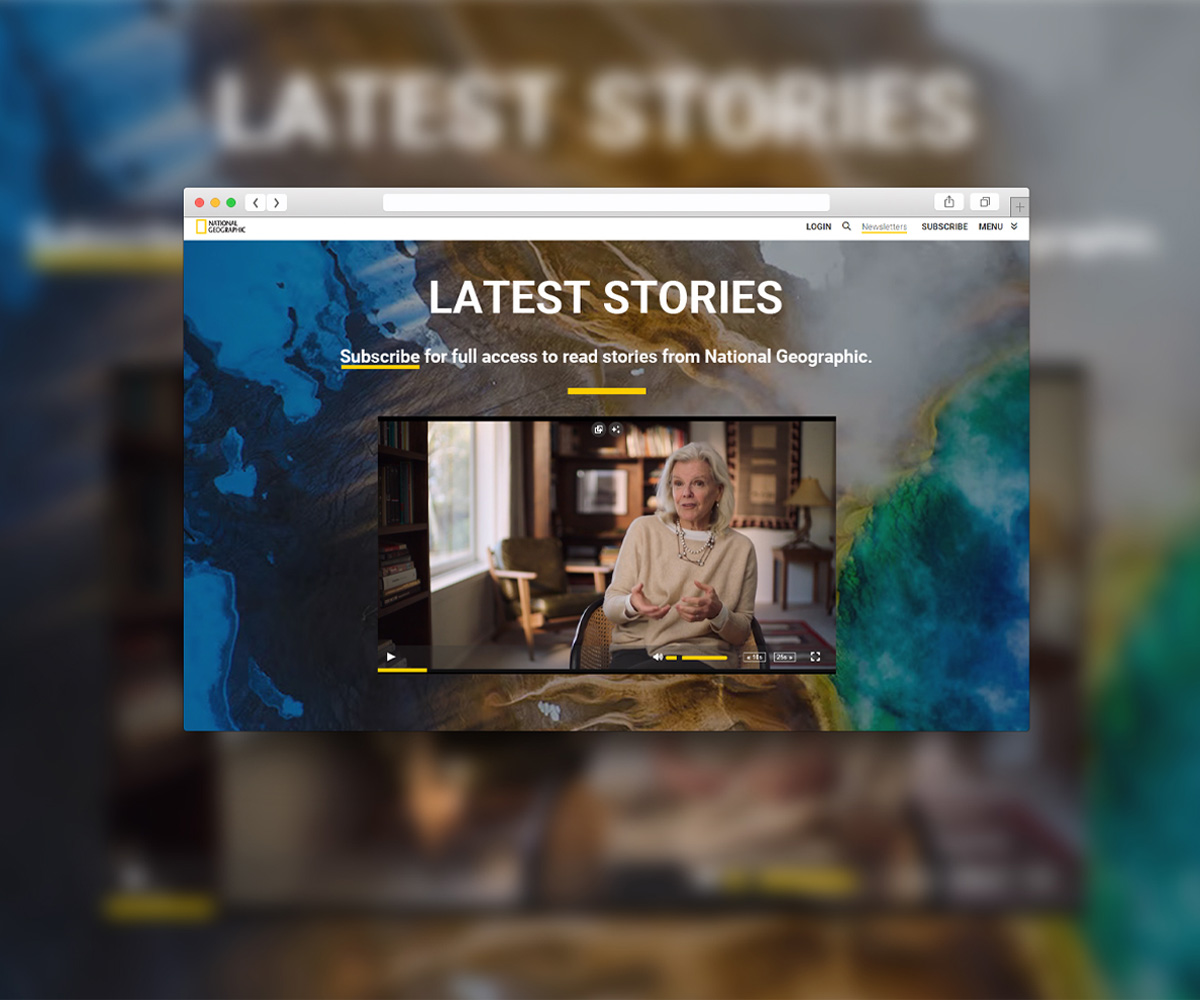 LATEST STORIES
NATIONAL
GEOGRAPHIC
LOGIN
Newsletters
SUBSCRIBE
MENU
LATEST STORIES
Subscribe for full access to read stories from National Geographic.
10s
25s